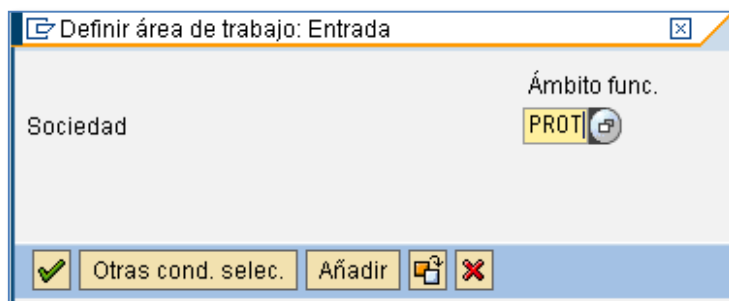 Definir área de trabajo: Entrada
Ámbito func.
Sociedad
PROT
Otras cond. selec.
Añadir